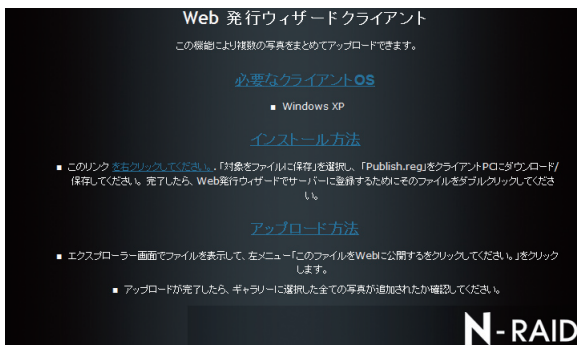 Web 発行ウィザードクライアント
この機能により複数の写真をまとめてアップロードできます。
必要なクライアントOS
■ Windows XP
インストール方法
■ このリンク を右クリックしてください。.「対象をファイルに保存」を選択し、「Publish.reg」をクライアントPCにダウンロード/
保存してください。完了したら、Web発行ウィザードでサーバーに登録するためにそのファイルをダブルクリックしてくださ
い。
アップロード方法
■ エクスプローラー画面でファイルを表示して、左メニュー「このファイルをWebに公開するをクリックしてください。」をクリック
します。
■ アップロードが完了したら、ギャラリーに選択した全ての写真が追加されたか確認してください。
N-RAID